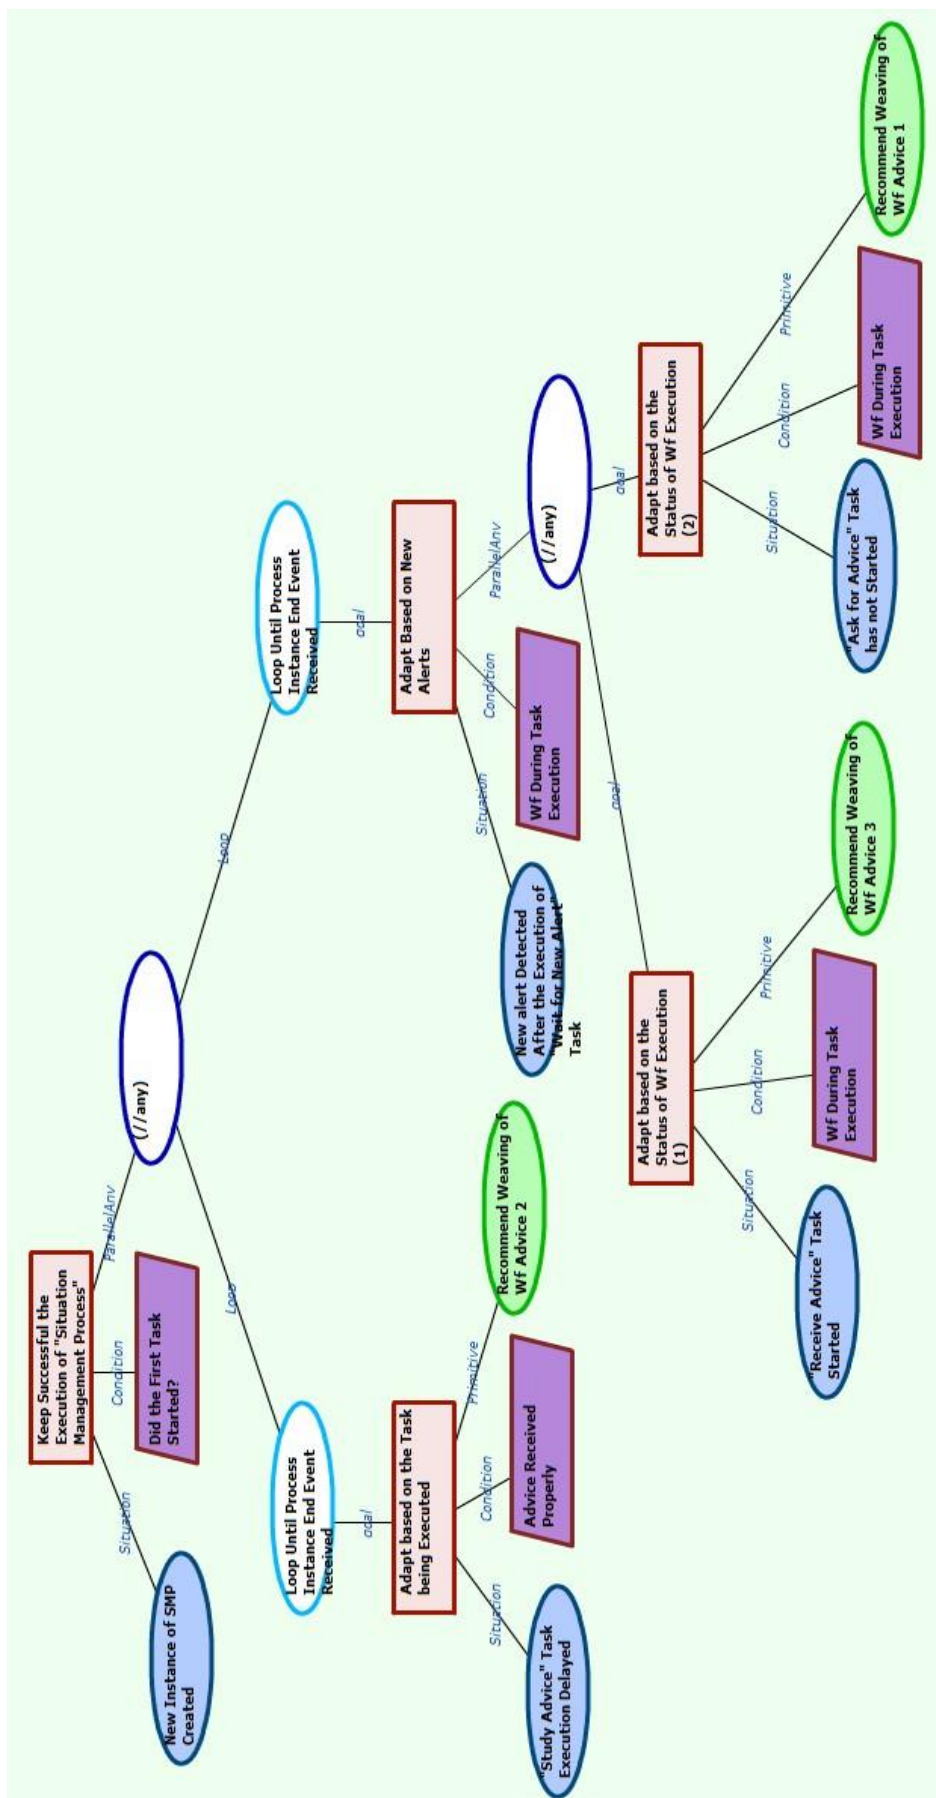 Keep Successful the
Execution of "Situation
Management Process"
Situation
Condition
ParallelAny
New Instance of SMP
Created
Did the First Task
Started?
(//any)
Loop
Loop
Loop Until Process
Instance End Event
Received
Loop Until Process
Instance End Event
Received
goal
goal
Adapt based on the Task
being Executed
Adapt Based on New
Alerts
Situation
Condition
Primitive
Situation
Condition
ParallelAny
"Study Advice" Task
Execution Delayed
Advice Received
Properly
Recommend Weaving of
Wf Advice 2
New alert Detected
After the Execution of
"Wait for New Alert"
Task
Wf During Task
Execution
(//any)
goal
goal
Adapt based on the
Status of Wf Execution
(1)
Adapt based on the
Status of Wf Execution
(2)
Situation
Condition
Primitive
Situation
Condition
Primitive
"Receive Advice" Task
Started
Wf During Task
Execution
Recommend Weaving of
Wf Advice 3
"Ask for Advice" Task
has not Started
Wf During Task
Execution
Recommend Weaving of
Wf Advice 1